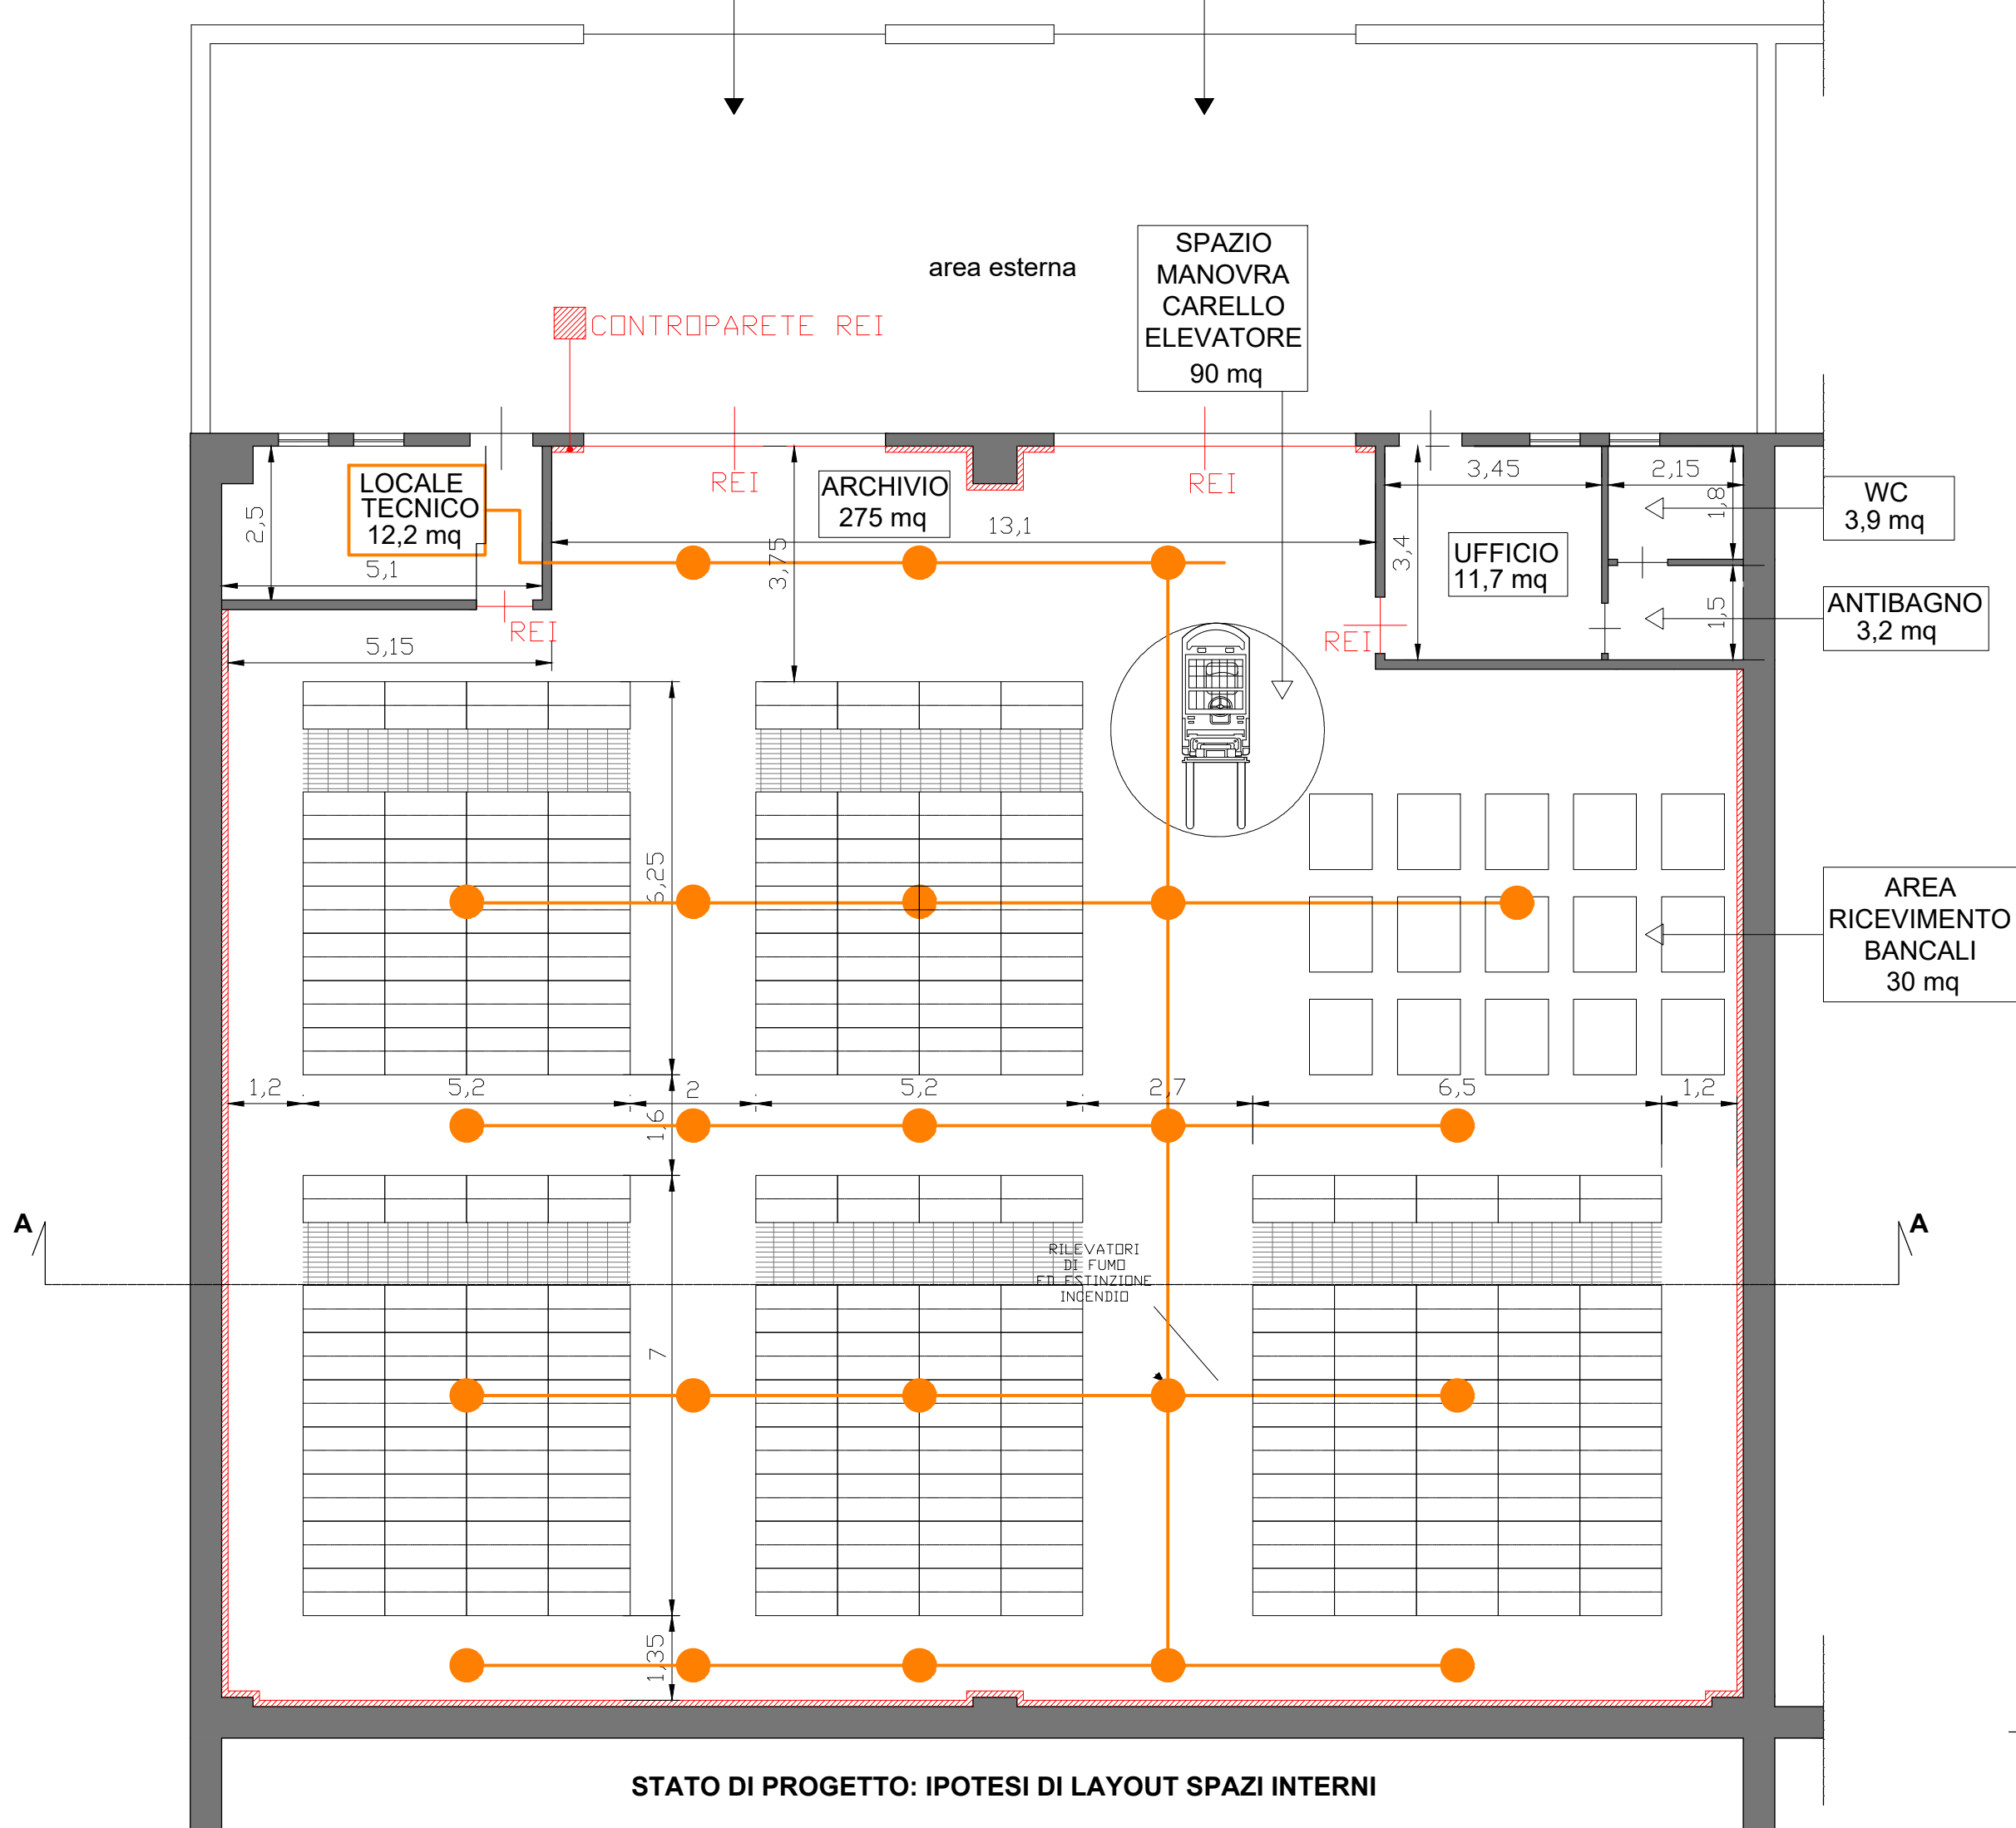 area esterna
SPAZIO
MANOVRA
CARELLO
ELEVATORE
90 mq
CONTROPARETE REI
LOCALE
TECNICO
12,2 mq
REI
ARCHIVIO
275 mq
REI
3,45
2,15
WC
3,9 mq
2,5
5,1
3,75
13,1
3,4
UFFICIO
11,7 mq
1,8
1,5
ANTIBAGNO
3,2 mq
REI
REI
5,15
6,25
AREA
RICEVIMENTO
BANCALI
30 mq
1,2
5,2
2
5,2
2,7
6,5
1,2
1,6
A
A
RILEVATORI
DI FUMO
ED ESTINZIONE
INCENDIO
7
1,35
STATO DI PROGETTO: IPOTESI DI LAYOUT SPAZI INTERNI